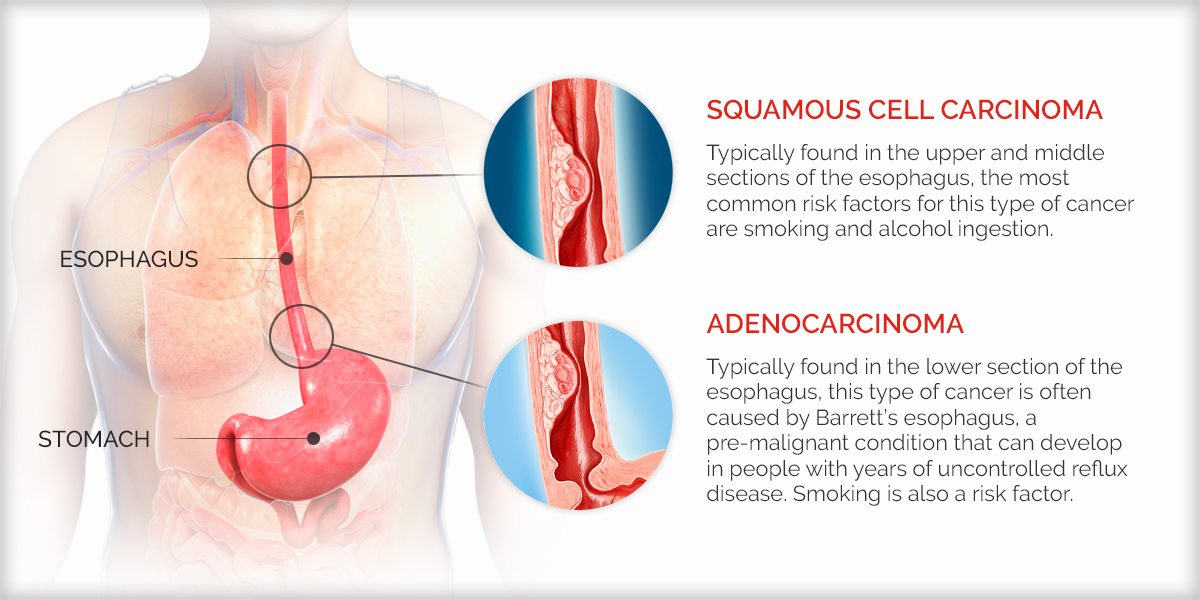 ESOPHAGUS
STOMACH
SQUAMOUS CELL CARCINOMA
Typically found in the upper and middle
sections of the esophagus, the most
common risk factors for this type of cancer
are smoking and alcohol ingestion.
ADENOCARCINOMA
Typically found in the lower section of the
esophagus, this type of cancer is often
caused by Barrett’s esophagus, a
pre-malignant condition that can develop
in people with years of uncontrolled reflux
disease. Smoking is also a risk factor.